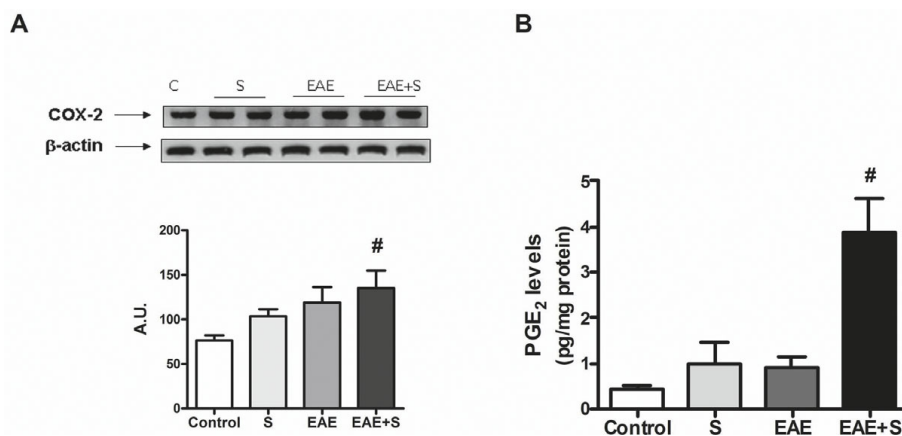 A
C S EAE EAE+S
COX-2
β-actin
200
150
100
50
0
A.U.
#
Control S EAE EAE+S
B
5
4
3
2
1
0
PGE2 levels
(pg/mg protein)
#
Control S EAE EAE+S